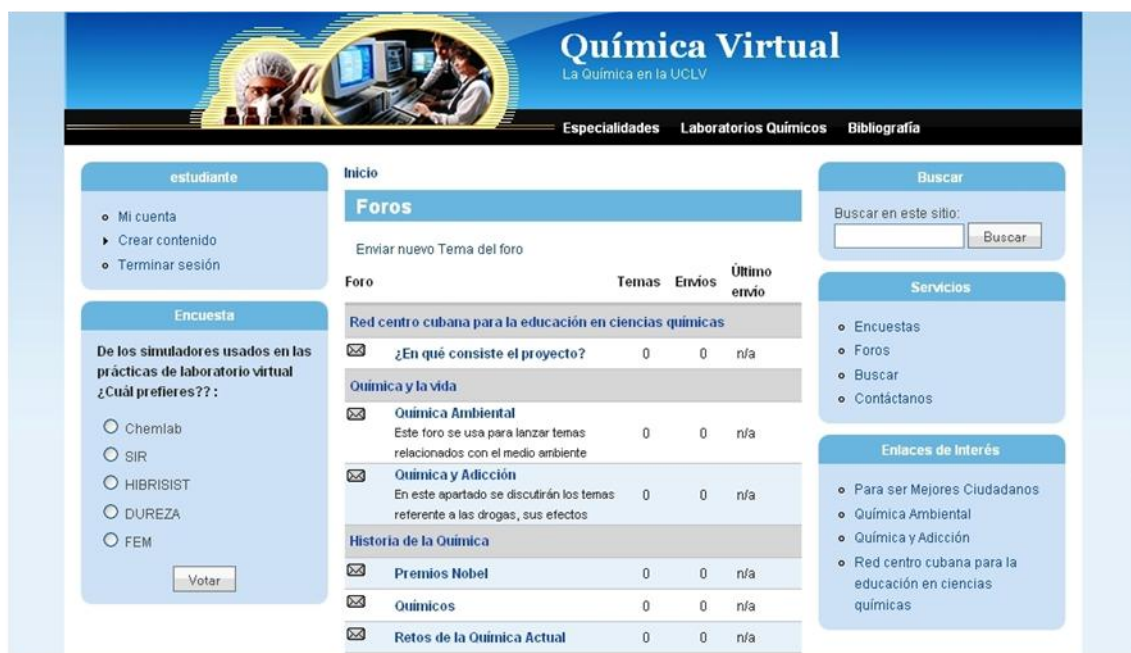 Química Virtual
La Química en la UCLV
Especialidades Laboratorios Químicos Bibliografía
estudiante
Mi cuenta
Crear contenido
Terminar sesión
Encuesta
De los simuladores usados en las
prácticas de laboratorio virtual
¿Cuál prefieres?? :
Chemlab
SIR
HIBRISIST
DUREZA
FEM
Votar
Inicio
Foros
Enviar nuevo Tema del foro
Foro Temas Envíos Último
envío
Red centro cubana para la educación en ciencias químicas
¿En qué consiste el proyecto? 0 0 n/a
Química y la vida
Química Ambiental
Este foro se usa para lanzar temas 0 0 n/a
relacionados con el medio ambiente
Química y Adicción
En este apartado se discutirán los temas 0 0 n/a
referente a las drogas, sus efectos
Historia de la Química
Premios Nobel 0 0 n/a
Químicos 0 0 n/a
Retos de la Química Actual 0 0 n/a
Buscar
Buscar en este sitio:
Buscar
Servicios
Encuestas
Foros
Buscar
Contáctanos
Enlaces de Interés
Para ser Mejores Ciudadanos
Química Ambiental
Química y Adicción
Red centro cubana para la
educación en ciencias
químicas